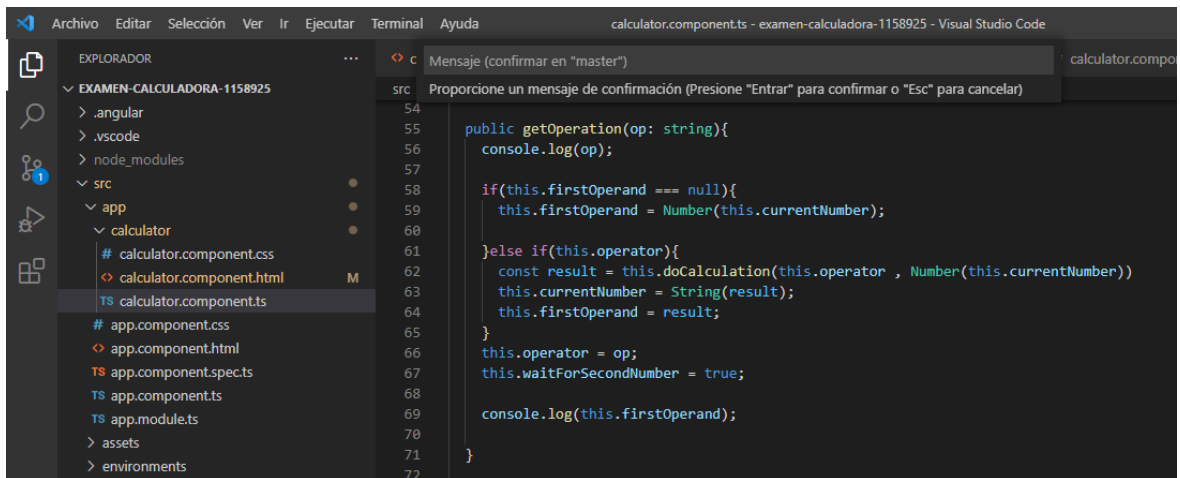 Archivo Editar Selección Ver Ir Ejecutar Terminal Ayuda calculator.component.ts - examen-calculadora-1158925 - Visual Studio Code
EXPLORADOR ...
EXAMEN-CALCULADORA-1158925
.angular
.vscode
node_modules
src
app
calculator
# calculator.component.css
<> calculator.component.html M
TS calculator.component.ts
# app.component.css
<> app.component.html
TS app.component.spec.ts
TS app.component.ts
TS app.module.ts
assets
environments
1
<> c
calculator.compo
Mensaje (confirmar en "master")
src
Proporcione un mensaje de confirmación (Presione "Entrar" para confirmar o "Esc" para cancelar)
54
55 public getOperation(op: string){
56 console.log(op);
57
58 if(this.firstOperand === null){
59 this.firstOperand = Number(this.currentNumber);
60
61 }else if(this.operator){
62 const result = this.doCalculation(this.operator , Number(this.currentNumber))
63 this.currentNumber = String(result);
64 this.firstOperand = result;
65 }
66 this.operator = op;
67 this.waitForSecondNumber = true;
68
69 console.log(this.firstOperand);
70
71 }
72